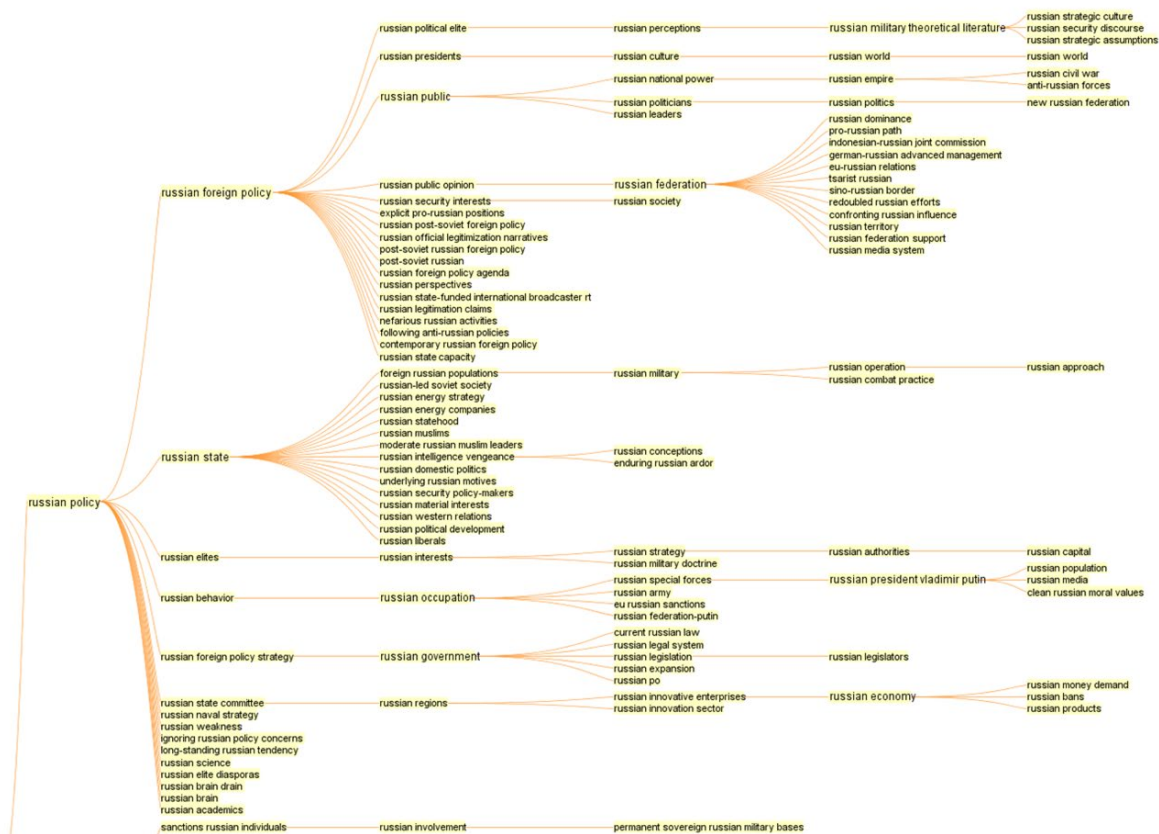 russian political elite
russian perceptions
russian military theoretical literature
russian strategic culture
russian security discourse
russian strategic assumptions
russian presidents
russian culture
russian world
russian world
russian public
russian national power
russian empire
russian civil war
anti-russian forces
russian politicians
russian politics
new russian federation
russian leaders
russian foreign policy
russian public opinion
russian federation
russian dominance
pro-russian path
indonesian-russian joint commission
german-russian advanced management
eu-russian relations
tsarist russian
sino-russian border
redoubled russian efforts
confronting russian influence
russian territory
russian federation support
russian media system
russian security interests
russian society
explicit pro-russian positions
russian post-soviet foreign policy
russian official legitimization narratives
post-soviet russian foreign policy
post-soviet russian
russian foreign policy agenda
russian perspectives
russian state-funded international broadcaster rt
russian legitimation claims
nefarious russian activities
following anti-russian policies
contemporary russian foreign policy
russian state capacity
russian state
foreign russian populations
russian military
russian operation
russian approach
russian combat practice
russian-led soviet society
russian energy strategy
russian energy companies
russian statehood
russian muslims
moderate russian muslim leaders
russian intelligence vengeance
russian conceptions
enduring russian ardor
russian domestic politics
underlying russian motives
russian security policy-makers
russian material interests
russian western relations
russian political development
russian liberals
russian policy
russian elites
russian interests
russian strategy
russian authorities
russian capital
russian military doctrine
russian behavior
russian occupation
russian special forces
russian president vladimir putin
russian population
russian media
clean russian moral values
russian army
eu russian sanctions
russian federation-putin
russian foreign policy strategy
russian government
current russian law
russian legal system
russian legislation
russian legislators
russian expansion
russian po
russian state committee
russian regions
russian innovative enterprises
russian economy
russian money demand
russian bans
russian products
russian innovation sector
russian naval strategy
russian weakness
ignoring russian policy concerns
long-standing russian tendency
russian science
russian elite diasporas
russian brain drain
russian brain
russian academics
sanctions russian individuals
russian involvement
permanent sovereign russian military bases